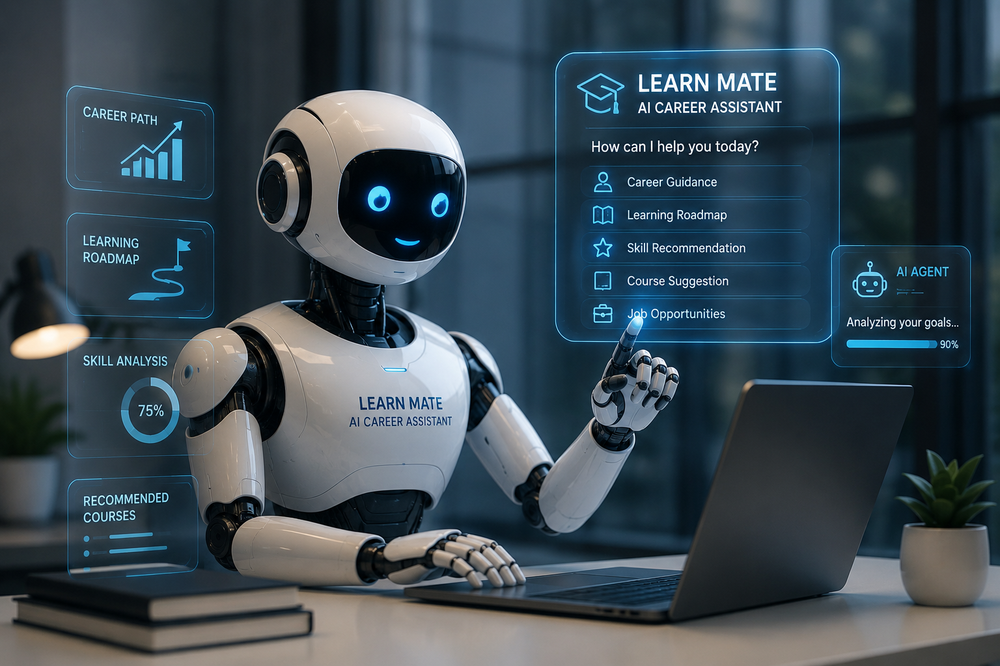 CAREER PATH
LEARNING
ROADMAP
SKILL ANALYSIS
75%
RECOMMENDED
COURSES
LEARN MATE
AI CAREER ASSISTANT
LEARN MATE
AI CAREER ASSISTANT
How can I help you today?
Career Guidance
Learning Roadmap
Skill Recommendation
Course Suggestion
Job Opportunities
AI AGENT
Analyzing your goals...
90%